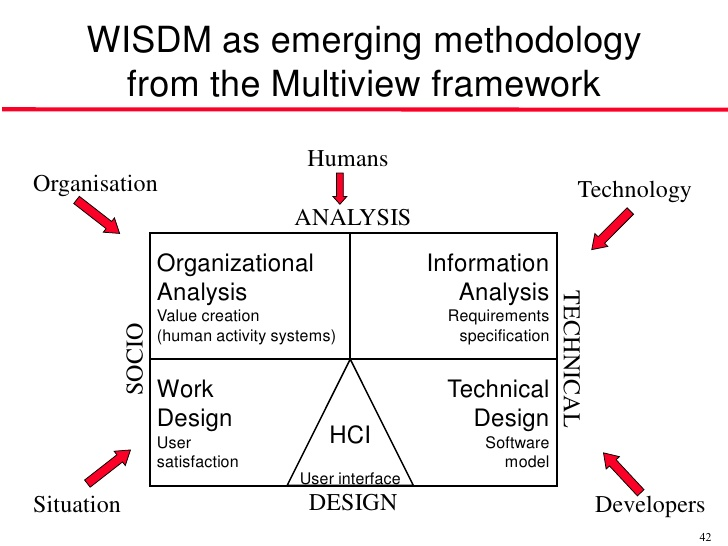 WISDM as emerging methodology
from the Multiview framework
Humans
Organisation
Technology
ANALYSIS
Organizational
Analysis
Value creation
(human activity systems)
Information
Analysis
Requirements
specification
SOCIO
TECHNICAL
Work
Design
User
satisfaction
HCI
User interface
Technical
Design
Software
model
DESIGN
Situation
Developers
42